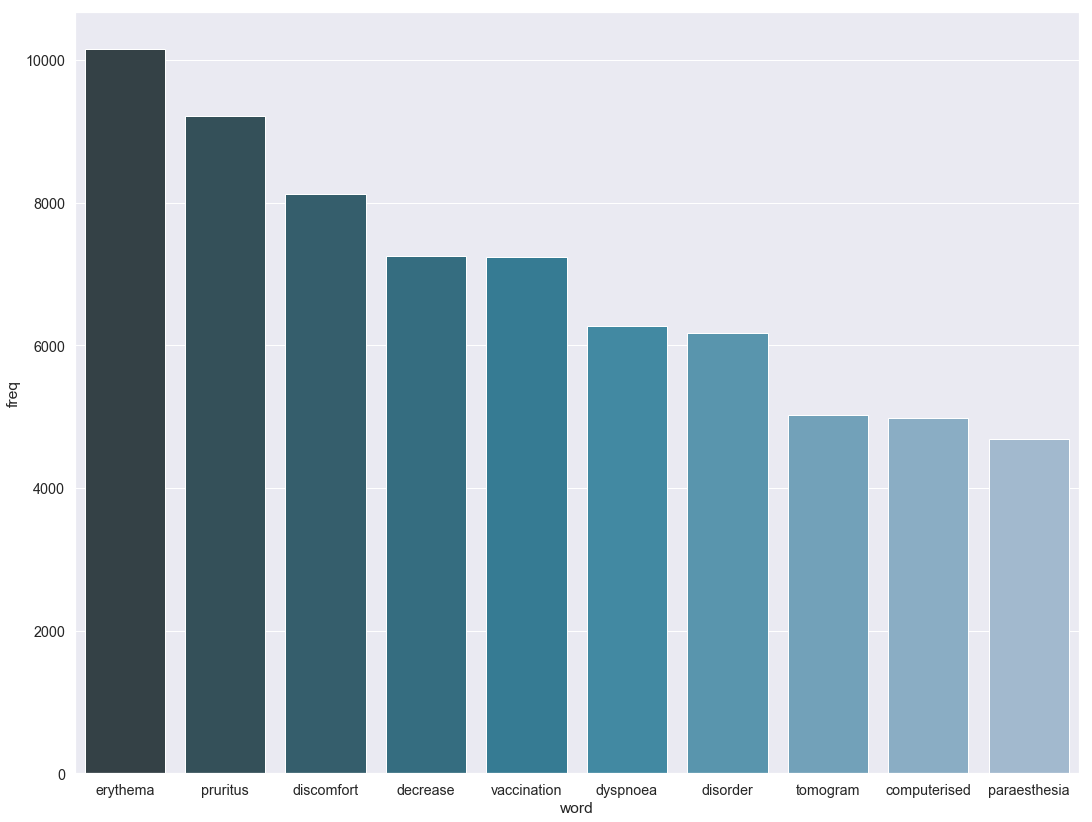 10000
8000
6000
4000
2000
0
freq
erythema pruritus discomfort decrease vaccination dyspnoea disorder tomogram computerised paraesthesia
word